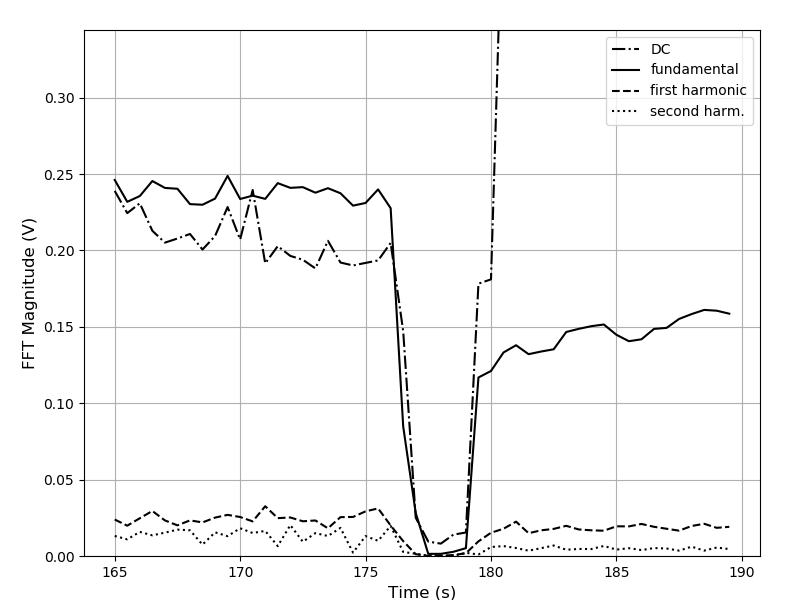 DC
fundamental
first harmonic
second harm.
FFT Magnitude (V)
0.30
0.25
0.20
0.15
0.10
0.05
0.00
165 170 175 180 185 190
Time (s)